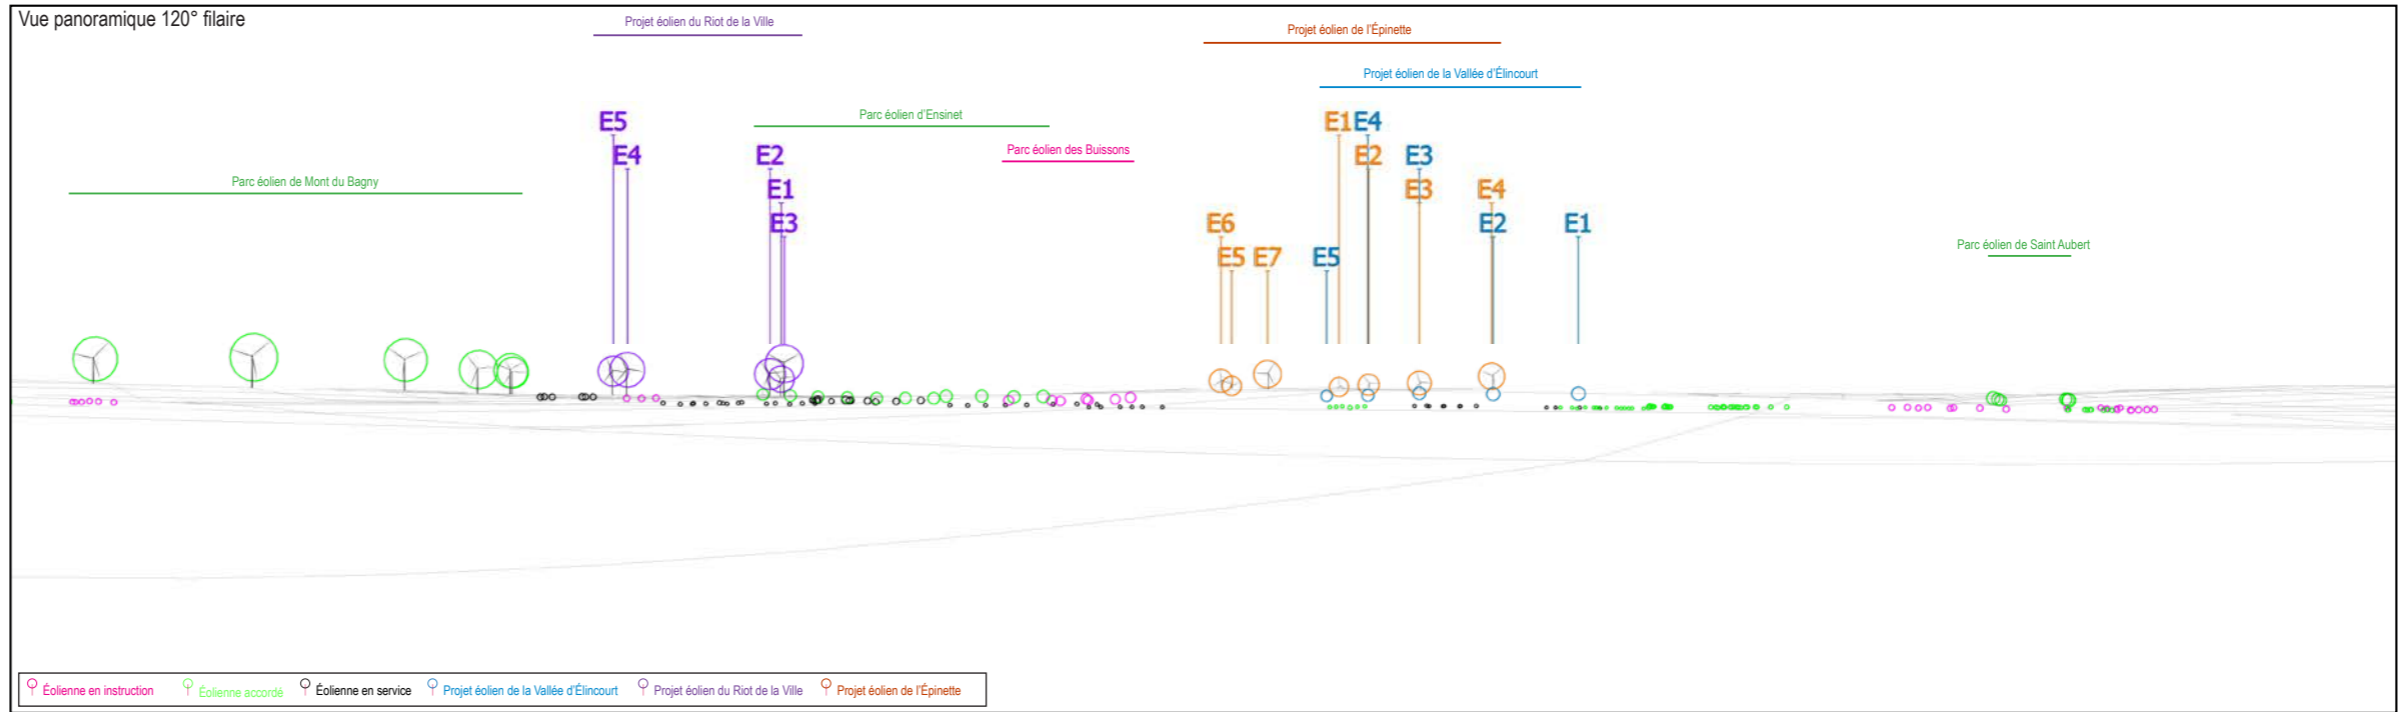 Vue panoramique 120° filaire
Projet éolien du Riot de la Ville
Projet éolien de l'Épinette
Projet éolien de la Vallée d'Élincourt
Parc éolien d'Ensinet
Parc éolien des Buissons
Parc éolien de Mont du Bagny
Parc éolien de Saint Aubert
E5
E4
E2
E1
E3
E6
E5
E7
E5
E1
E4
E2
E3
E3
E4
E2
E1
Éolienne en instruction
Éolienne accordé
Éolienne en service
Projet éolien de la Vallée d'Élincourt
Projet éolien du Riot de la Ville
Projet éolien de l'Épinette